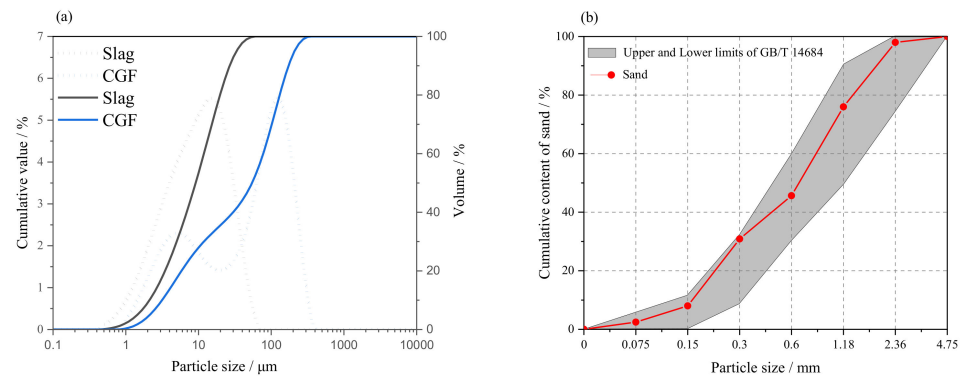 (a)
7
6
5
4
3
2
1
0
Cumulative value / %
Slag
CGF
Slag
CGF
100
80
60
40
20
0
Volume / %
0.1
1
10
100
1000
10000
Particle size / μm
(b)
100
80
60
40
20
0
Cumulative content of sand / %
Upper and Lower limits of GB/T 14684
Sand
0
0.075
0.15
0.3
0.6
1.18
2.36
4.75
Particle size / mm